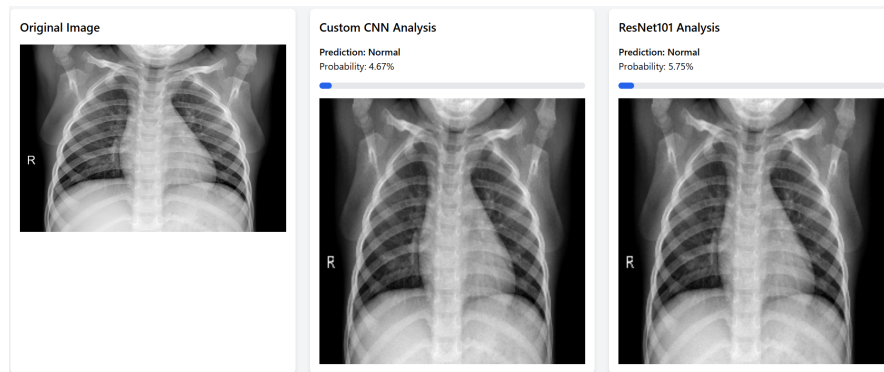 Original Image
R
Custom CNN Analysis
Prediction: Normal
Probability: 4.67%
R
ResNet101 Analysis
Prediction: Normal
Probability: 5.75%
R